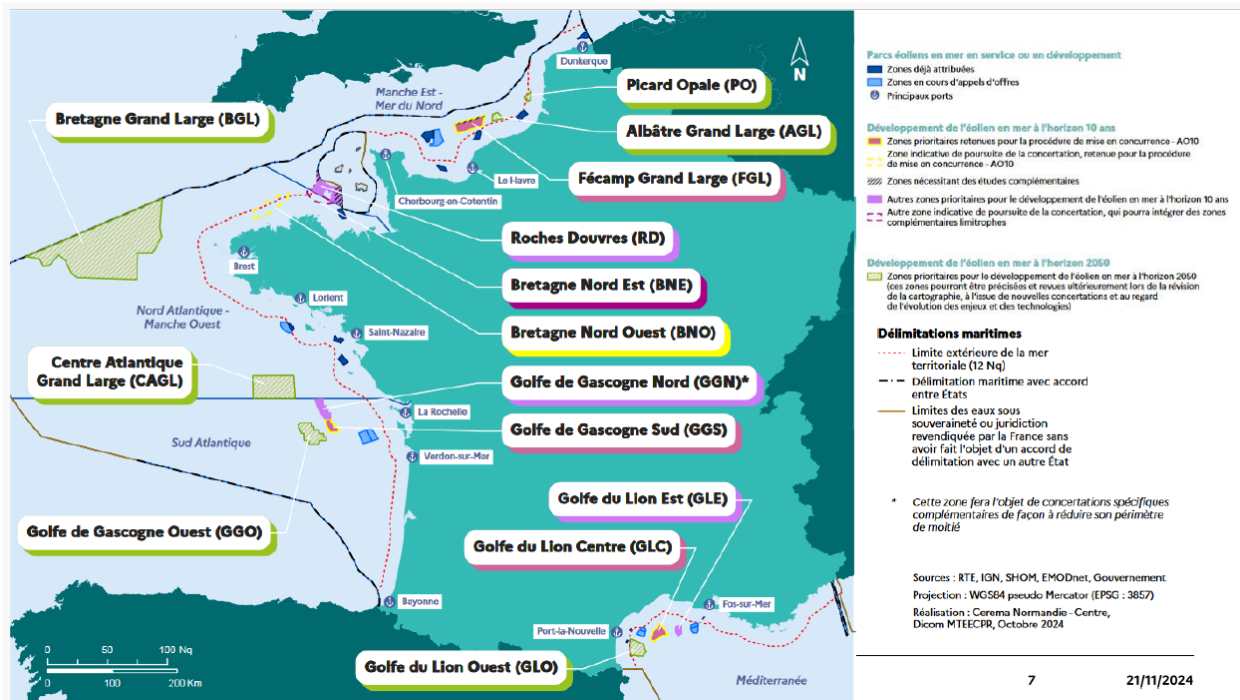 Dunkerque
N
Manche Est -
Mer du Nord
Picard Opale (PO)
Bretagne Grand Large (BGL)
Albâtre Grand Large (AGL)
Le Havre
Fécamp Grand Large (FGL)
Cherbourg-en-Cotentin
Roches Douvres (RD)
Brest
Bretagne Nord Est (BNE)
Lorient
Nord Atlantique -
Manche Ouest
Saint-Nazaire
Bretagne Nord Ouest (BNO)
Centre Atlantique
Grand Large (CAGL)
Golfe de Gascogne Nord (GGN)*
La Rochelle
Sud Atlantique
Golfe de Gascogne Sud (GGS)
Verdon-sur-Mer
Golfe du Lion Est (GLE)
Golfe de Gascogne Ouest (GGO)
Golfe du Lion Centre (GLC)
Bayonne
Fos-sur-Mer
Port-la-Nouvelle
0 50 100 Nq
0 100 200 Km
Golfe du Lion Ouest (GLO)
Méditerranée
Parcs éoliens en mer en service ou en développement
Zones déjà attribuées
Zones en cours d'appels d'offres
Principaux ports
Développement de l'éolien en mer à l'horizon 10 ans
Zones prioritaires retenues pour la procédure de mise en concurrence - AO10
Zone indicative de poursuite de la concertation, retenue pour la procédure
de mise en concurrence - AO10
Zones nécessitant des études complémentaires
Autres zones prioritaires pour le développement de l'éolien en mer à l'horizon 10 ans
Autre zone indicative de poursuite de la concertation, qui pourra intégrer des zones
complémentaires limitrophes
Développement de l'éolien en mer à l'horizon 2050
Zones prioritaires pour le développement de l'éolien en mer à l'horizon 2050
(ces zones pourront être précisées et revues ultérieurement lors de la révision
de la cartographie, à l'issue de nouvelles concertations et au regard
de l'évolution des enjeux et des technologies)
Délimitations maritimes
Limite extérieure de la mer
territoriale (12 Nq)
Délimitation maritime avec accord
entre États
Limites des eaux sous
souveraineté ou juridiction
revendiquée par la France sans
avoir fait l'objet d'un accord de
délimitation avec un autre État
* Cette zone fera l'objet de concertations spécifiques
complémentaires de façon à réduire son périmètre
de moitié
Sources : RTE, IGN, SHOM, EMODnet, Gouvernement
Projection : WGS84 pseudo Mercator (EPSG : 3857)
Réalisation : Cerema Normandie - Centre,
Dicom MTEECPR, Octobre 2024
7 21/11/2024